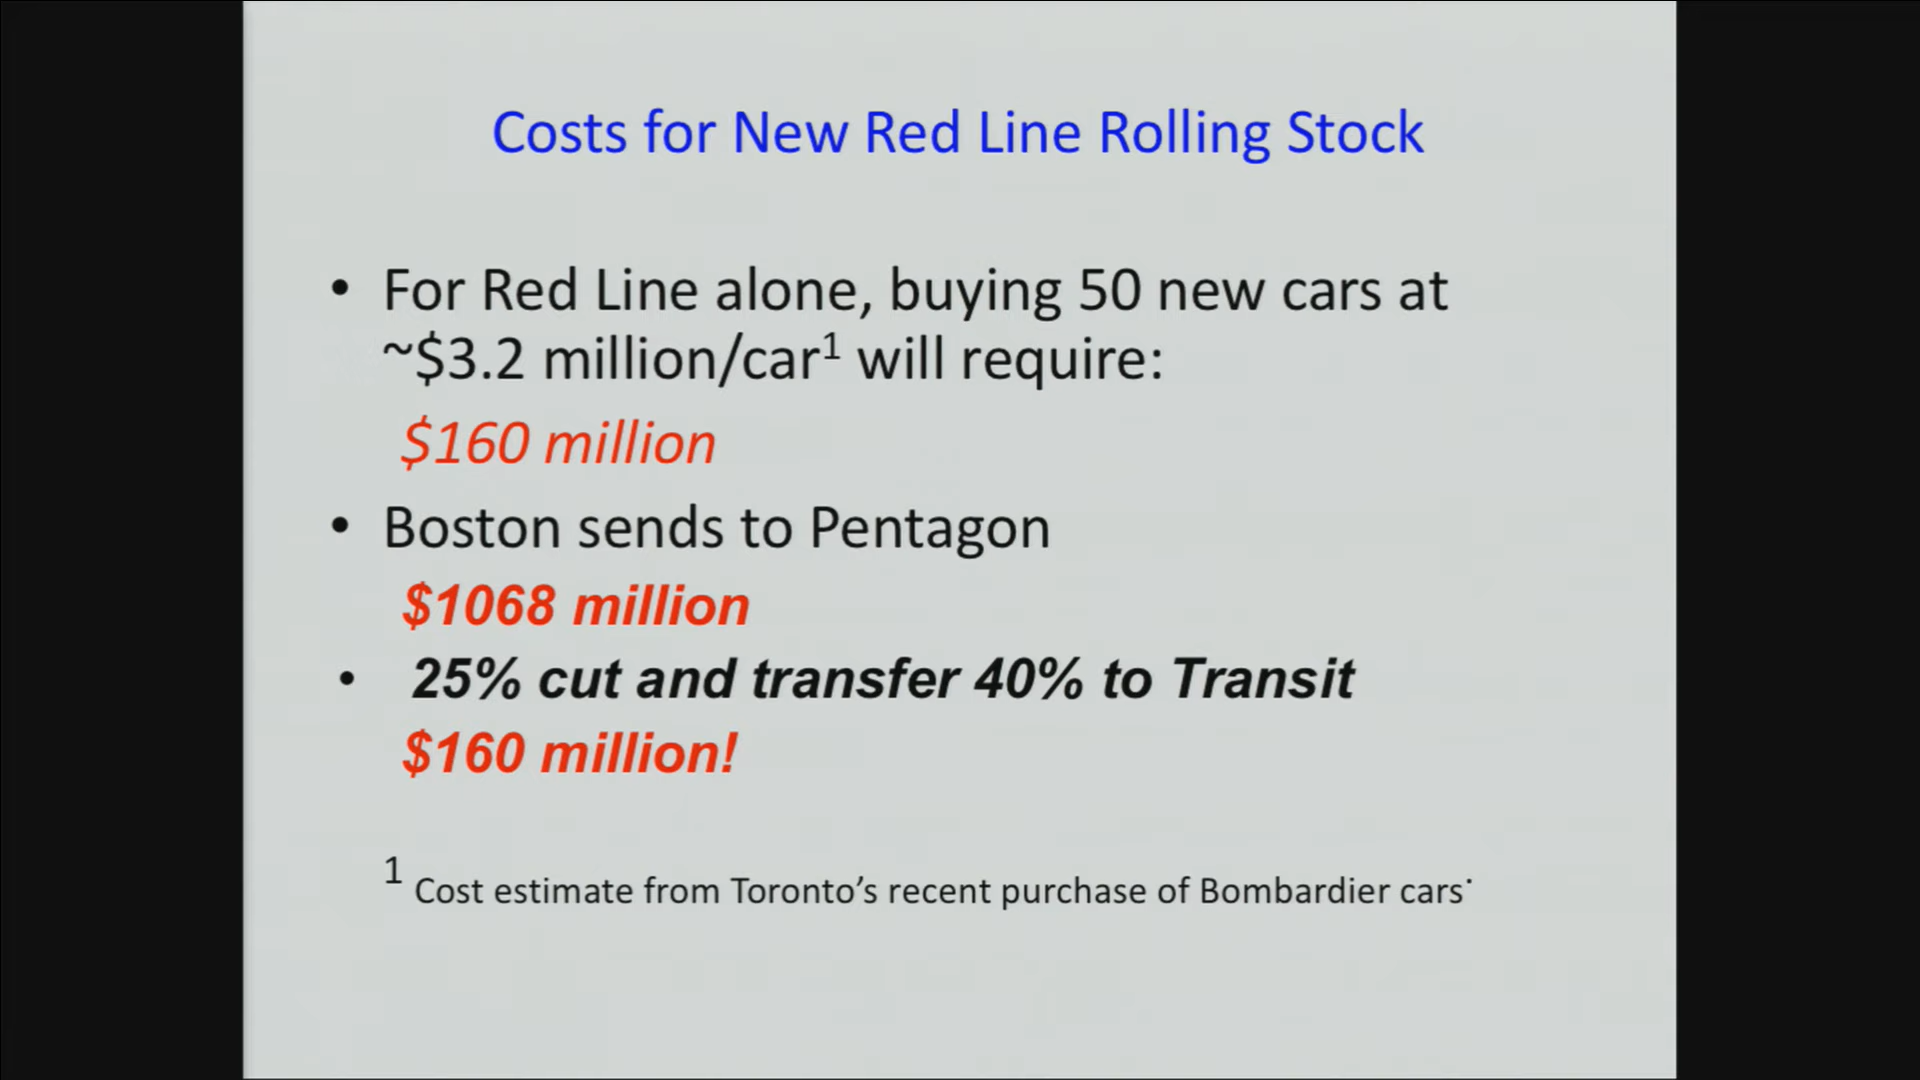 Costs for New Red Line Rolling Stock
• For Red Line alone, buying 50 new cars at
~$3.2 million/car¹ will require:
$160 million
• Boston sends to Pentagon
$1068 million
• 25% cut and transfer 40% to Transit
$160 million!
¹ Cost estimate from Toronto’s recent purchase of Bombardier cars.